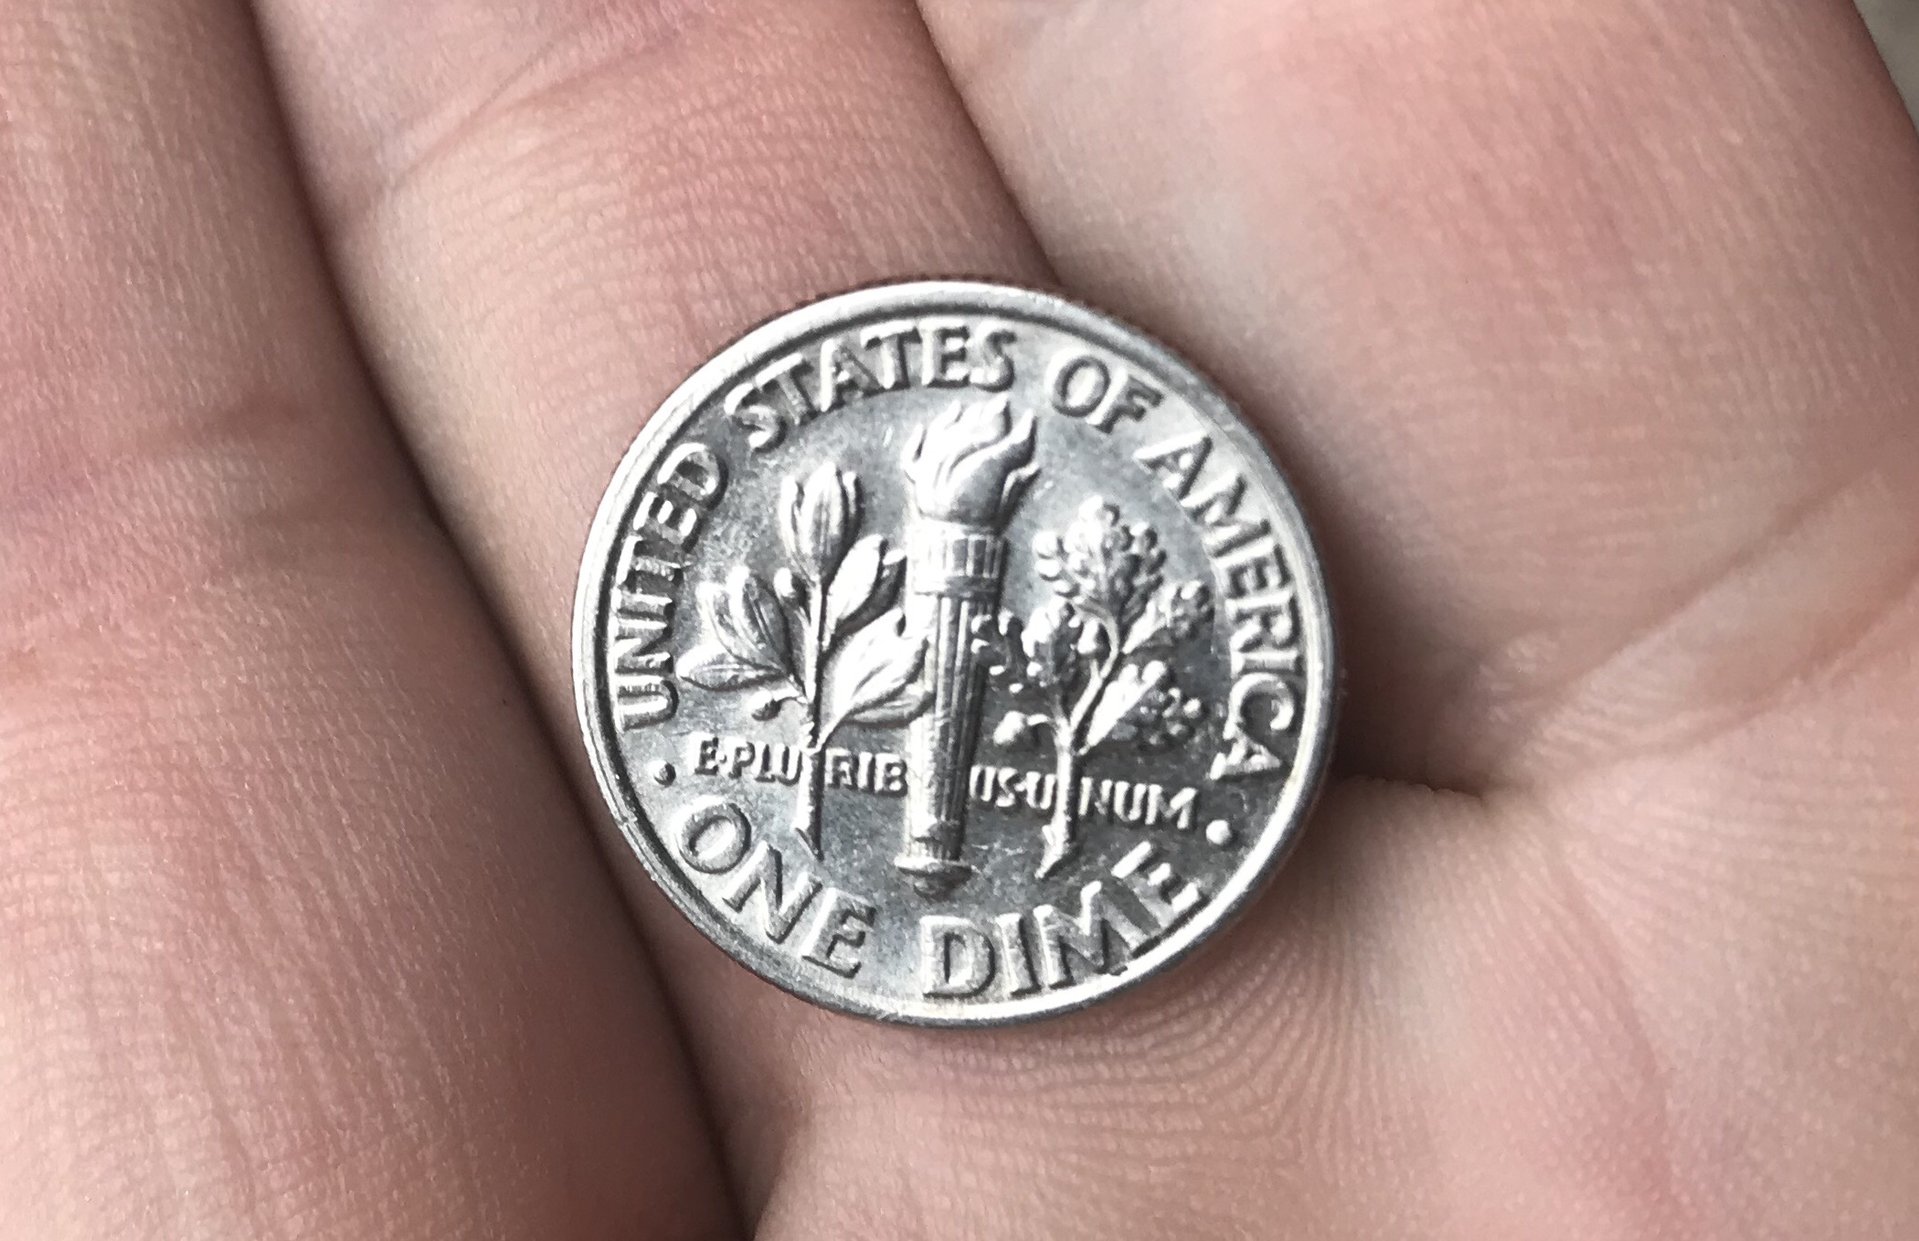 UNITED STATES OF AMERICA
E·PLURIBUS·UNUM
· ONE DIME ·